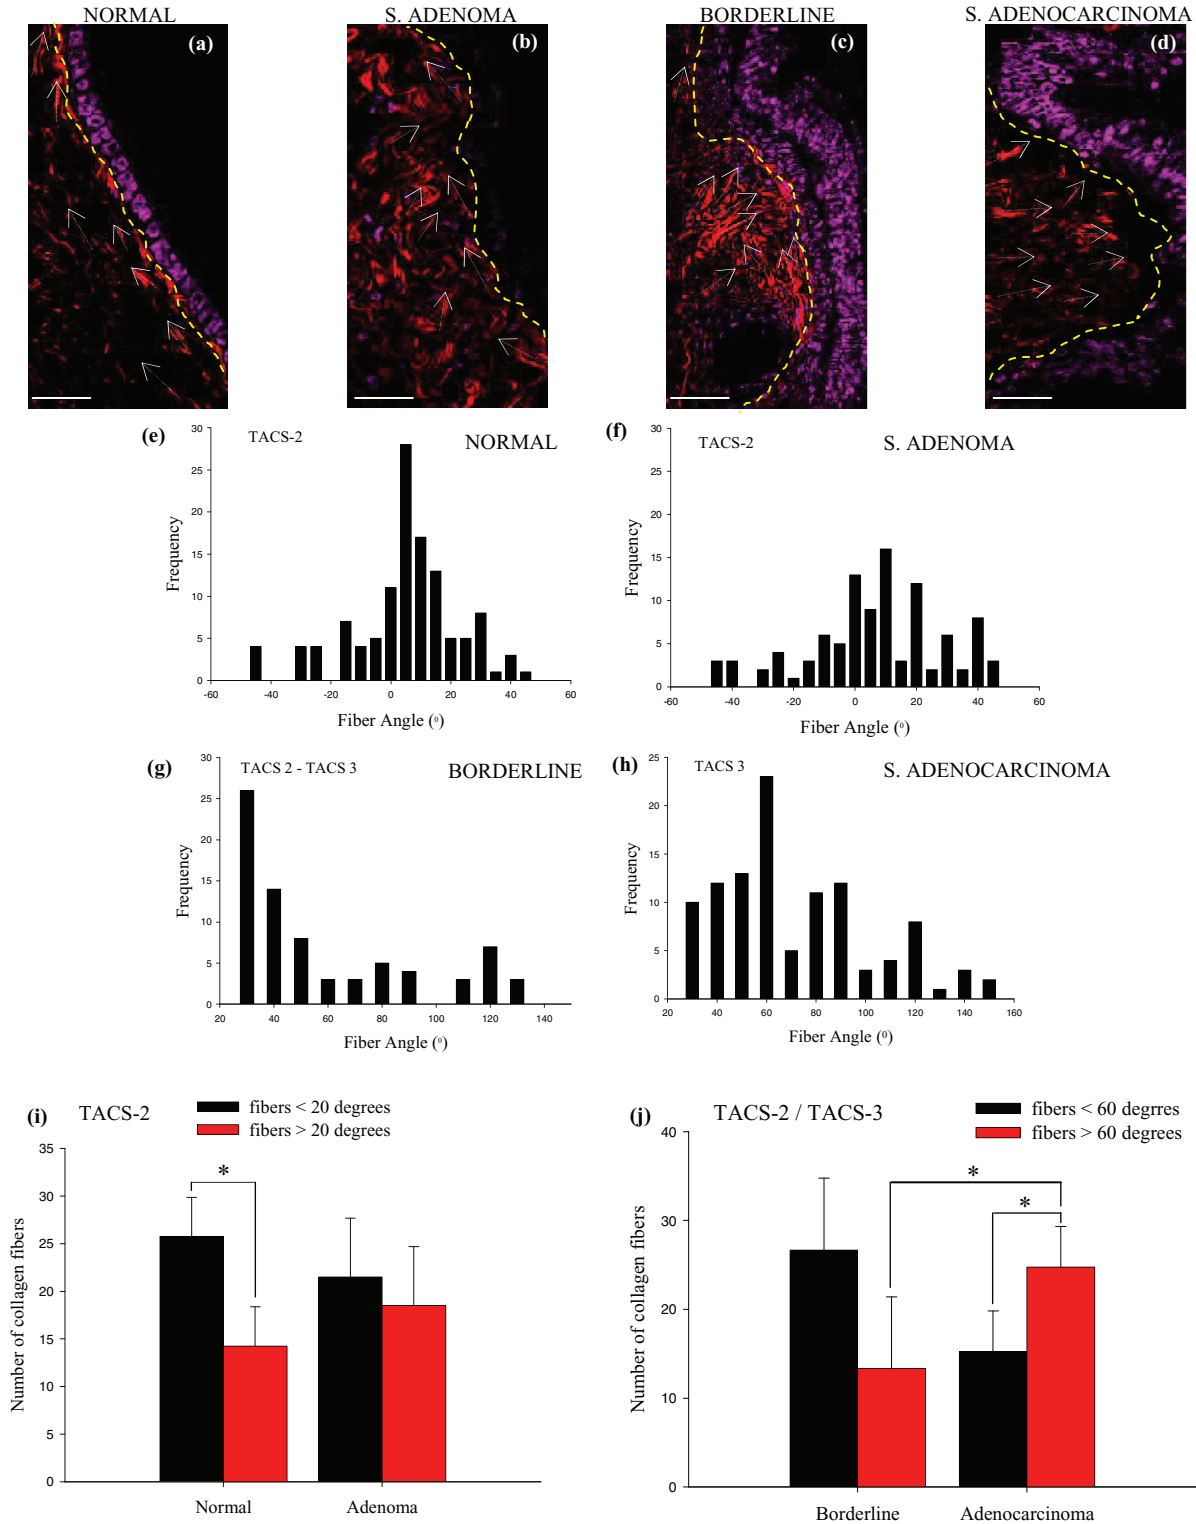 NORMAL
S. ADENOMA
BORDERLINE
S. ADENOCARCINOMA
(a)
(b)
(c)
(d)
(e)
TACS-2
NORMAL
30
25
20
15
10
5
0
Frequency
-60
-40
-20
0
20
40
60
Fiber Angle (⁰)
(f)
TACS-2
S. ADENOMA
30
25
20
15
10
5
0
Frequency
-60
-40
-20
0
20
40
60
Fiber Angle (⁰)
(g)
TACS 2 - TACS 3
BORDERLINE
30
25
20
15
10
5
0
Frequency
20
40
60
80
100
120
140
Fiber Angle (⁰)
(h)
TACS 3
S. ADENOCARCINOMA
25
20
15
10
5
0
Frequency
20
40
60
80
100
120
140
160
Fiber Angle (⁰)
(i)
TACS-2
fibers < 20 degrees
fibers > 20 degrees
35
30
25
20
15
10
5
0
Number of collagen fibers
*
Normal
Adenoma
(j)
TACS-2 / TACS-3
fibers < 60 degrres
fibers > 60 degrees
40
30
20
10
0
Number of collagen fibers
*
*
Borderline
Adenocarcinoma